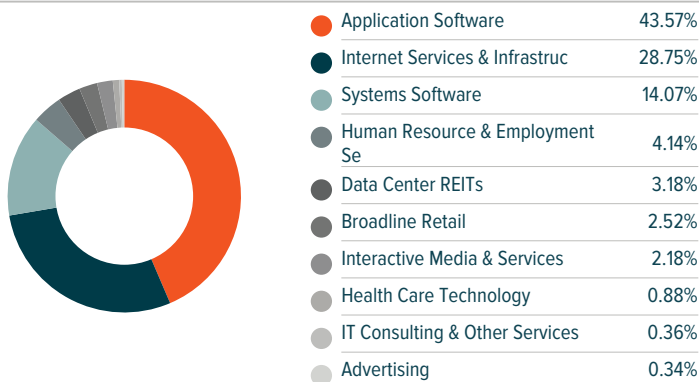 Application Software 43.57%
Internet Services & Infrastruc 28.75%
Systems Software 14.07%
Human Resource & Employment
Se 4.14%
Data Center REITs 3.18%
Broadline Retail 2.52%
Interactive Media & Services 2.18%
Health Care Technology 0.88%
IT Consulting & Other Services 0.36%
Advertising 0.34%